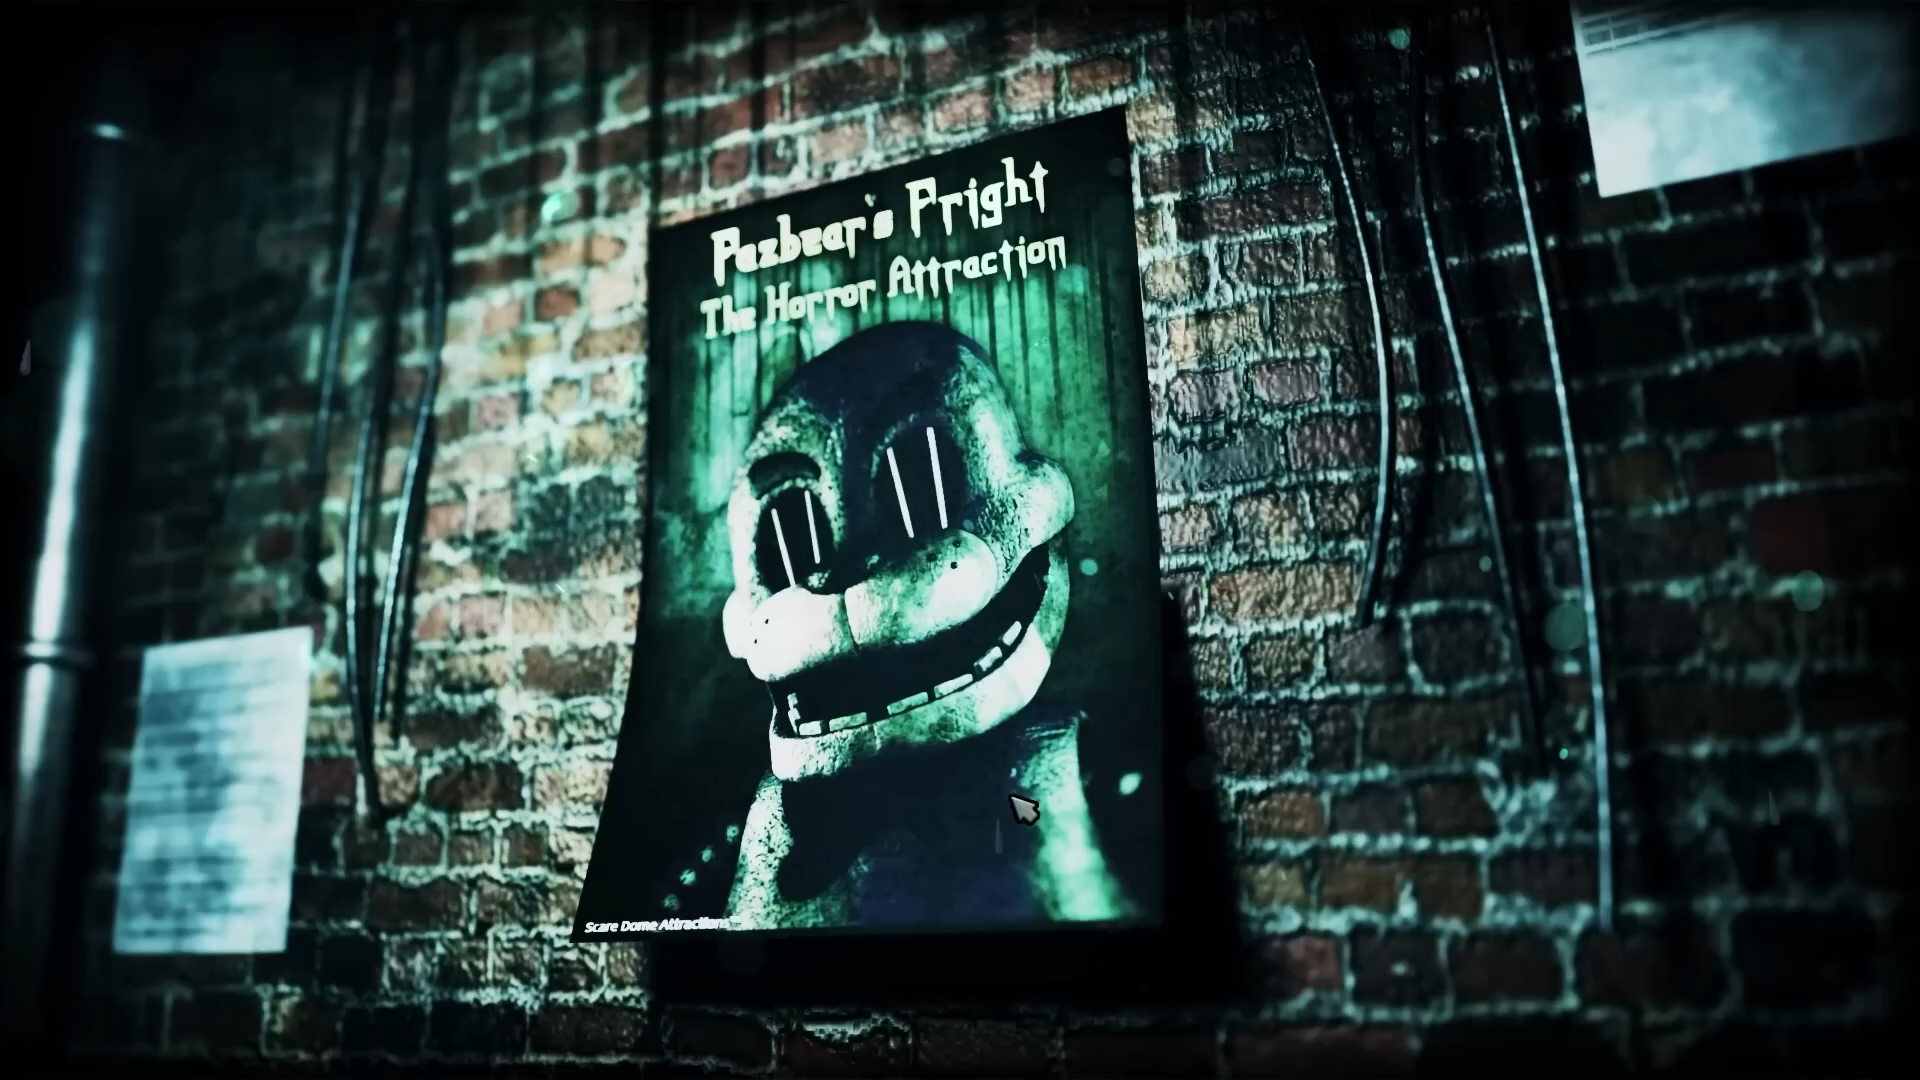 Fazbear's Fright
The Horror Attraction
Scare Dome Attractions